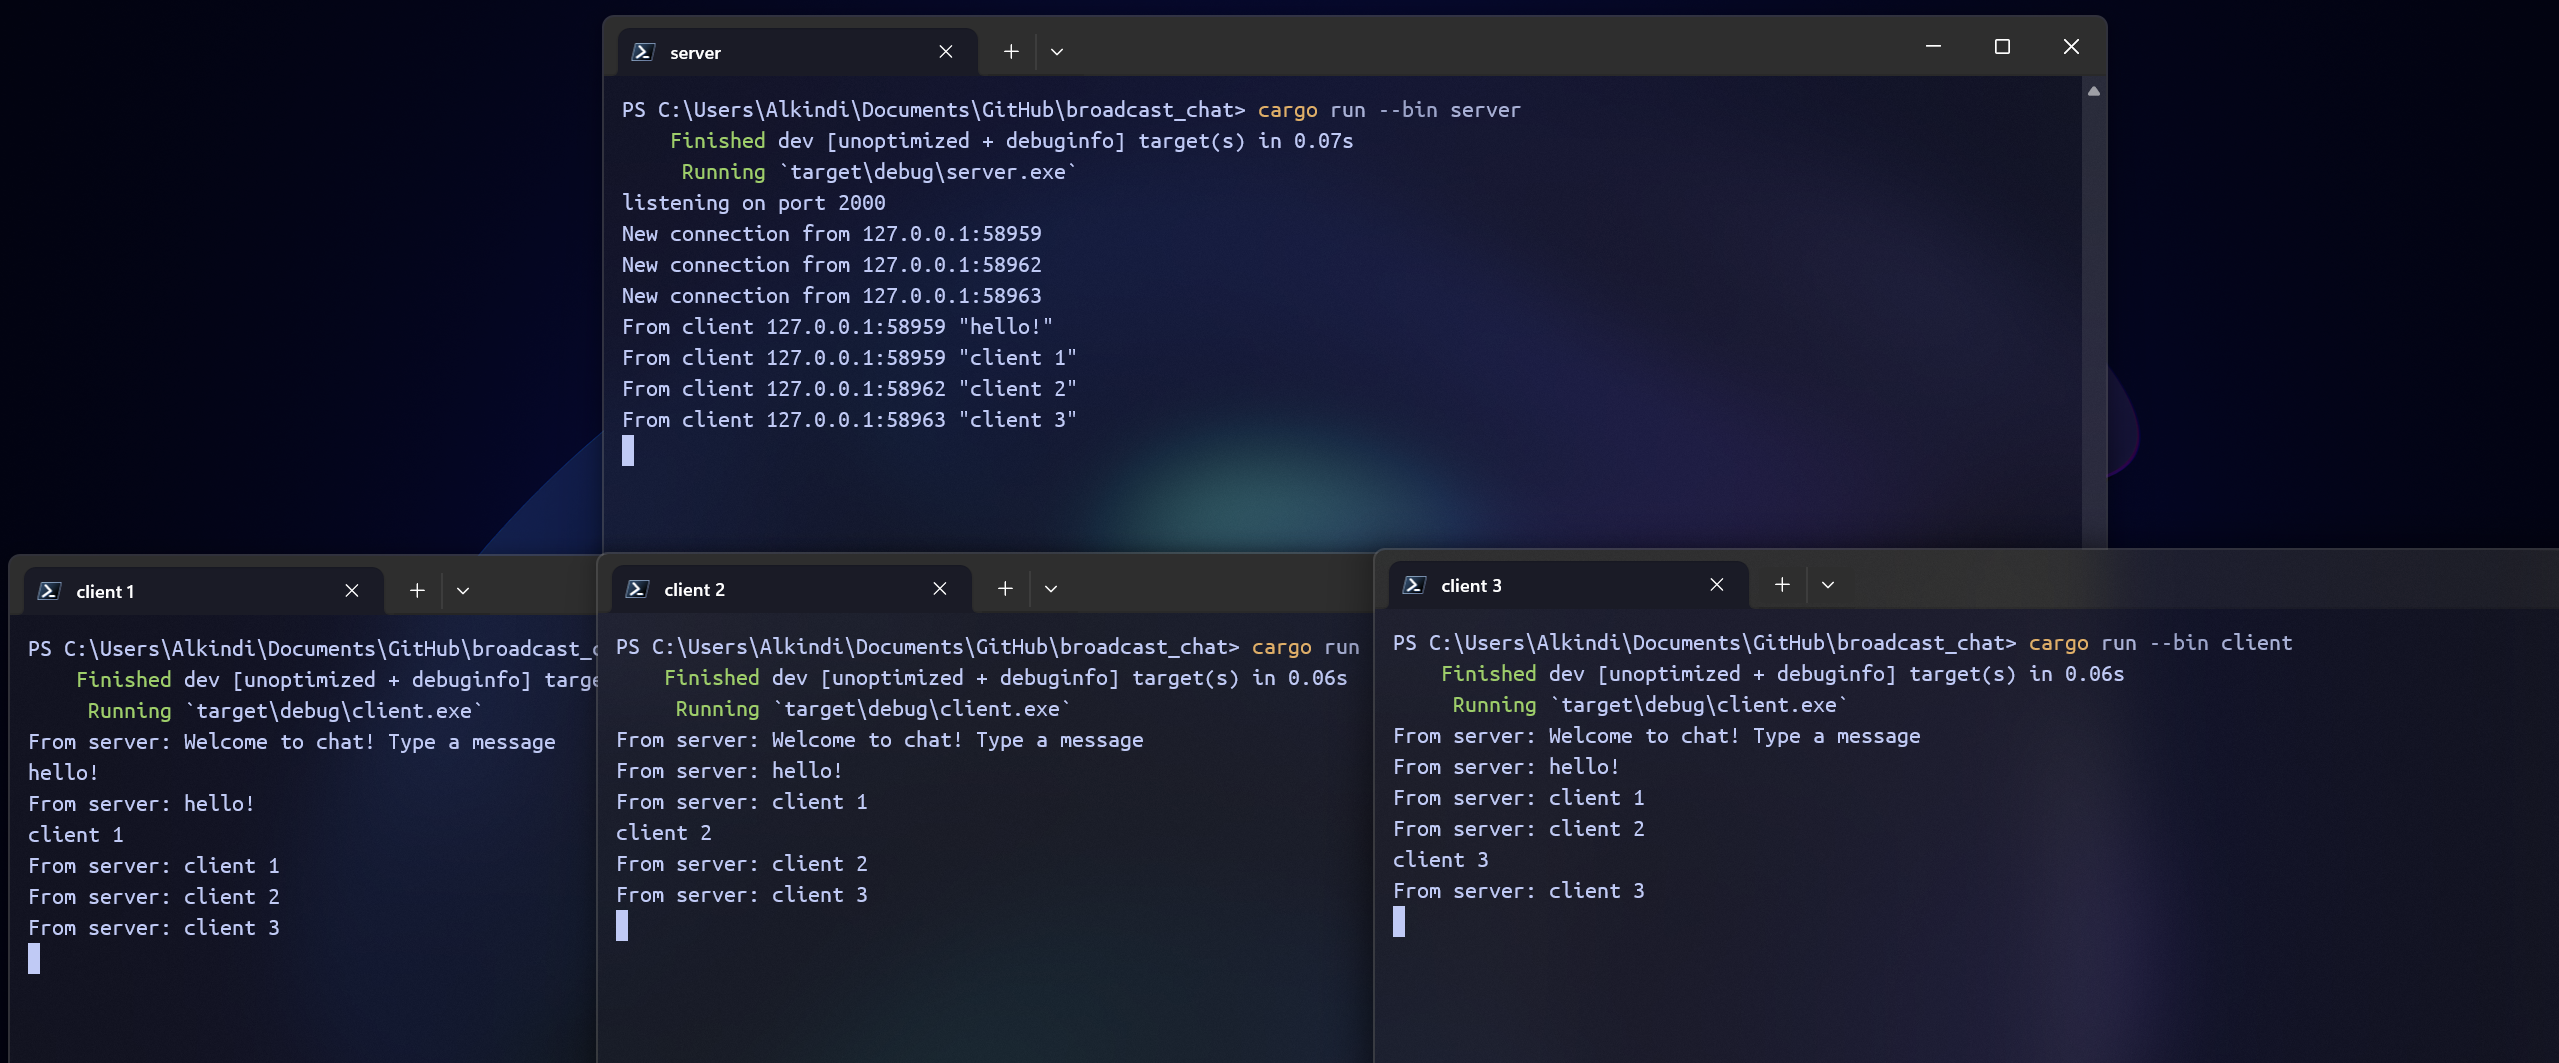 server
PS C:\Users\Alkindi\Documents\GitHub\broadcast_chat> cargo run --bin server
    Finished dev [unoptimized + debuginfo] target(s) in 0.07s
     Running `target\debug\server.exe`
listening on port 2000
New connection from 127.0.0.1:58959
New connection from 127.0.0.1:58962
New connection from 127.0.0.1:58963
From client 127.0.0.1:58959 "hello!"
From client 127.0.0.1:58959 "client 1"
From client 127.0.0.1:58962 "client 2"
From client 127.0.0.1:58963 "client 3"
client 1
PS C:\Users\Alkindi\Documents\GitHub\broadcast_
    Finished dev [unoptimized + debuginfo] targe
     Running `target\debug\client.exe`
From server: Welcome to chat! Type a message
hello!
From server: hello!
client 1
From server: client 1
From server: client 2
From server: client 3
client 2
PS C:\Users\Alkindi\Documents\GitHub\broadcast_chat> cargo run
    Finished dev [unoptimized + debuginfo] target(s) in 0.06s
     Running `target\debug\client.exe`
From server: Welcome to chat! Type a message
From server: hello!
From server: client 1
client 2
From server: client 2
From server: client 3
client 3
PS C:\Users\Alkindi\Documents\GitHub\broadcast_chat> cargo run --bin client
    Finished dev [unoptimized + debuginfo] target(s) in 0.06s
     Running `target\debug\client.exe`
From server: Welcome to chat! Type a message
From server: hello!
From server: client 1
From server: client 2
client 3
From server: client 3